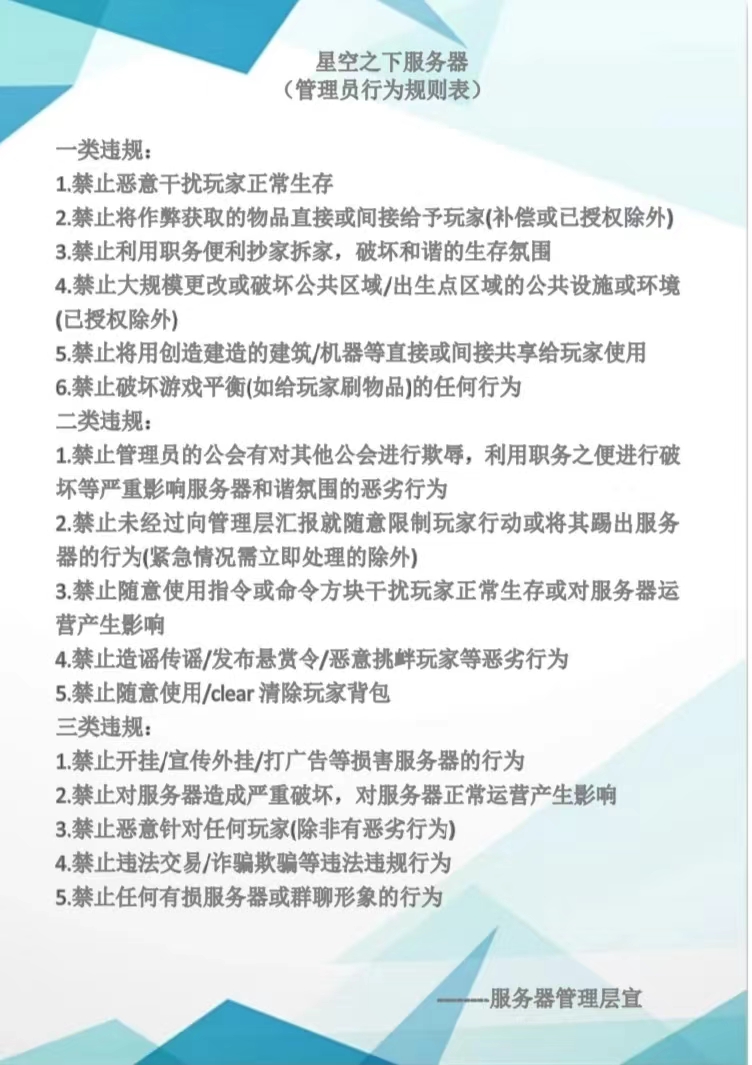 星空之下服务器
（管理员行为规则表）
一类违规：
1.禁止恶意干扰玩家正常生存
2.禁止将作弊获取的物品直接或间接给予玩家(补偿或已授权除外)
3.禁止利用职务便利抄家拆家，破坏和谐的生存氛围
4.禁止大规模更改或破坏公共区域/出生点区域的公共设施或环境
(已授权除外)
5.禁止将用创造建造的建筑/机器等直接或间接共享给玩家使用
6.禁止破坏游戏平衡(如给玩家刷物品)的任何行为
二类违规：
1.禁止管理员的公会有对其他公会进行欺辱，利用职务之便进行破
坏等严重影响服务器和谐氛围的恶劣行为
2.禁止未经过向管理层汇报就随意限制玩家行动或将其踢出服务
器的行为(紧急情况需立即处理的除外)
3.禁止随意使用指令或命令方块干扰玩家正常生存或对服务器运
营产生影响
4.禁止造谣传谣/发布悬赏令/恶意挑衅玩家等恶劣行为
5.禁止随意使用/clear 清除玩家背包
三类违规：
1.禁止开挂/宣传外挂/打广告等损害服务器的行为
2.禁止对服务器造成严重破坏，对服务器正常运营产生影响
3.禁止恶意针对任何玩家(除非有恶劣行为)
4.禁止违法交易/诈骗欺骗等违法违规行为
5.禁止任何有损服务器或群聊形象的行为
———-服务器管理层宣